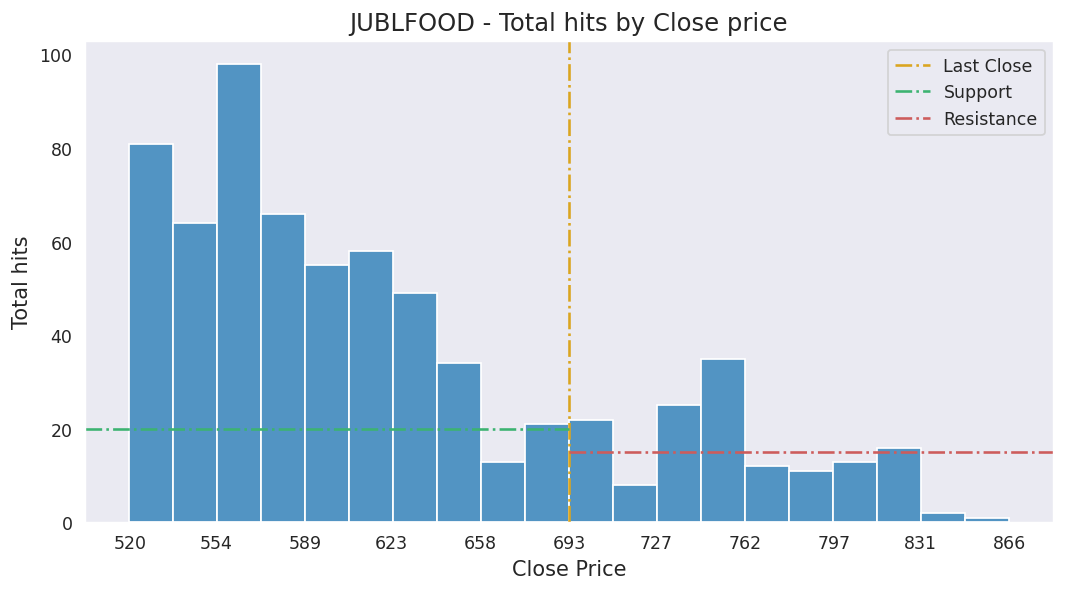 JUBLFOOD - Total hits by Close price
Last Close
Support
Resistance
Total hits
100
80
60
40
20
0
520 554 589 623 658 693 727 762 797 831 866
Close Price